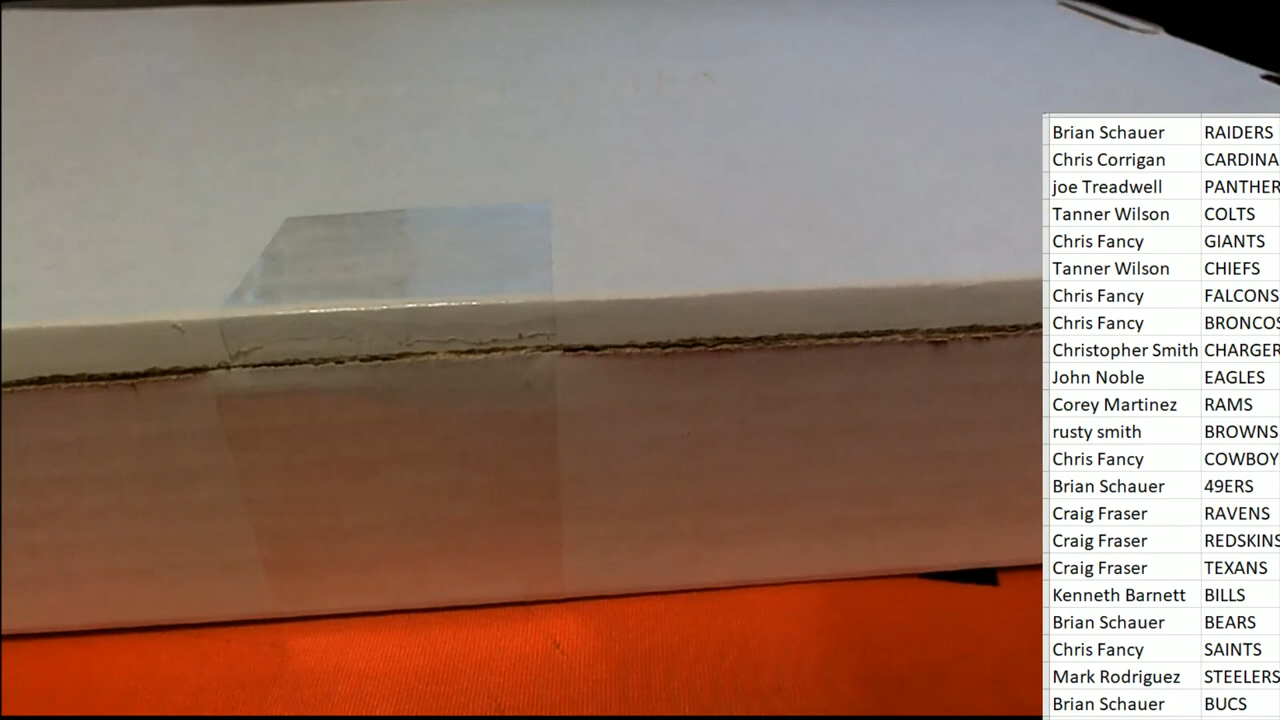 Brian Schauer RAIDERS
Chris Corrigan CARDINA
joe Treadwell PANTHER
Tanner Wilson COLTS
Chris Fancy GIANTS
Tanner Wilson CHIEFS
Chris Fancy FALCONS
Chris Fancy BRONCOS
Christopher Smith CHARGER
John Noble EAGLES
Corey Martinez RAMS
rusty smith BROWNS
Chris Fancy COWBOY
Brian Schauer 49ERS
Craig Fraser RAVENS
Craig Fraser REDSKINS
Craig Fraser TEXANS
Kenneth Barnett BILLS
Brian Schauer BEARS
Chris Fancy SAINTS
Mark Rodriguez STEELERS
Brian Schauer BUCS